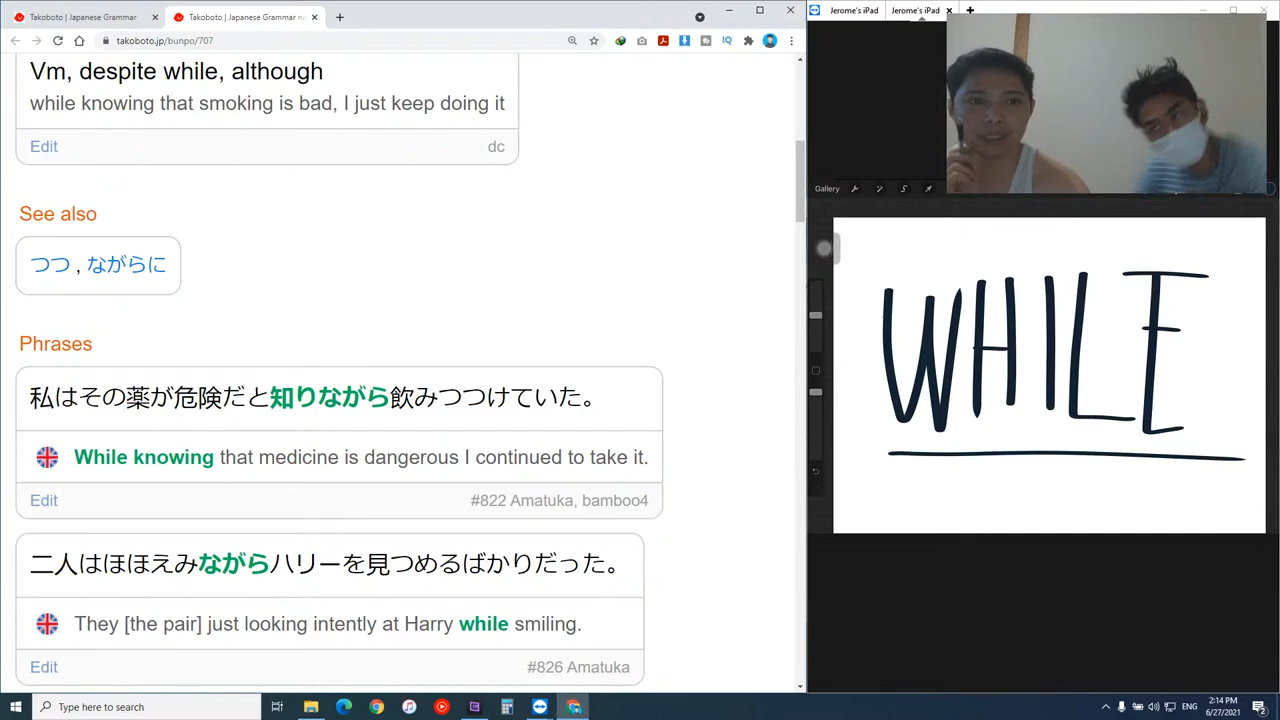 Takoboto | Japanese Grammar
Takoboto | Japanese Grammar na
takoboto.jp/bunpo/707
Vm, despite while, although
while knowing that smoking is bad, I just keep doing it
Edit
dc
See also
つつ , ながらに
Phrases
私はその薬が危険だと知りながら飲みつつけていた。
While knowing that medicine is dangerous I continued to take it.
Edit
#822 Amatuka, bamboo4
二人はほほえみながらハリーを見つめるばかりだった。
They [the pair] just looking intently at Harry while smiling.
Edit
#826 Amatuka
Jerome's iPad
Jerome's iPad
Gallery
WHILE
Type here to search
ENG
2:14 PM
6/27/2021
2